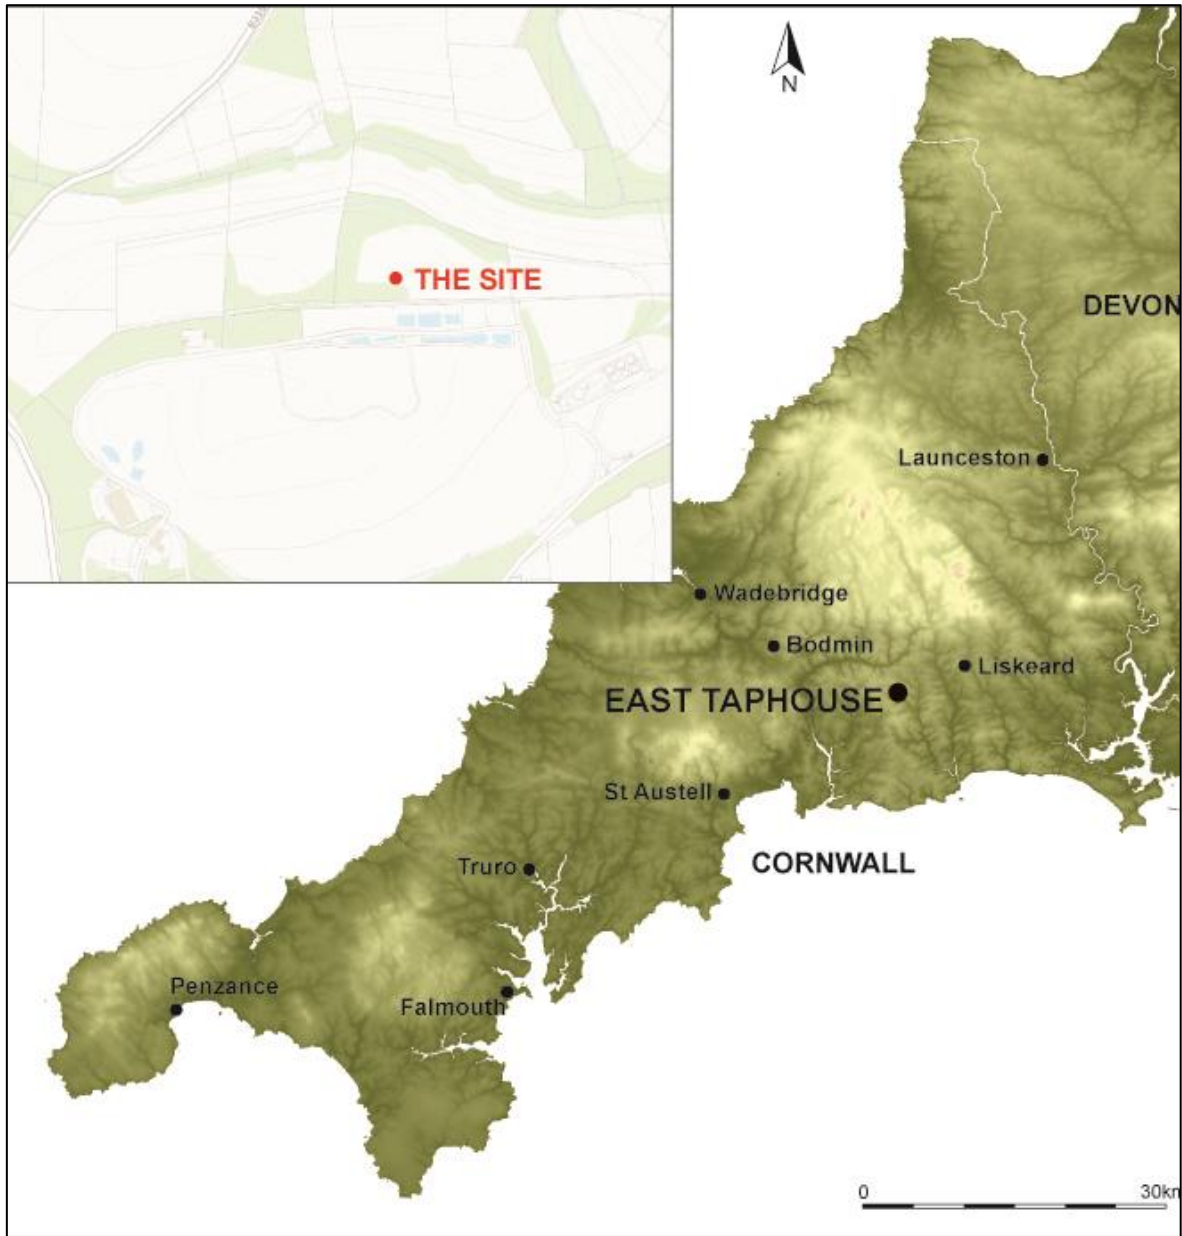 N
THE SITE
DEVON
Launceston
Wadebridge
Bodmin
Liskeard
EAST TAPHOUSE
St Austell
CORNWALL
Truro
Penzance
Falmouth
0
30km